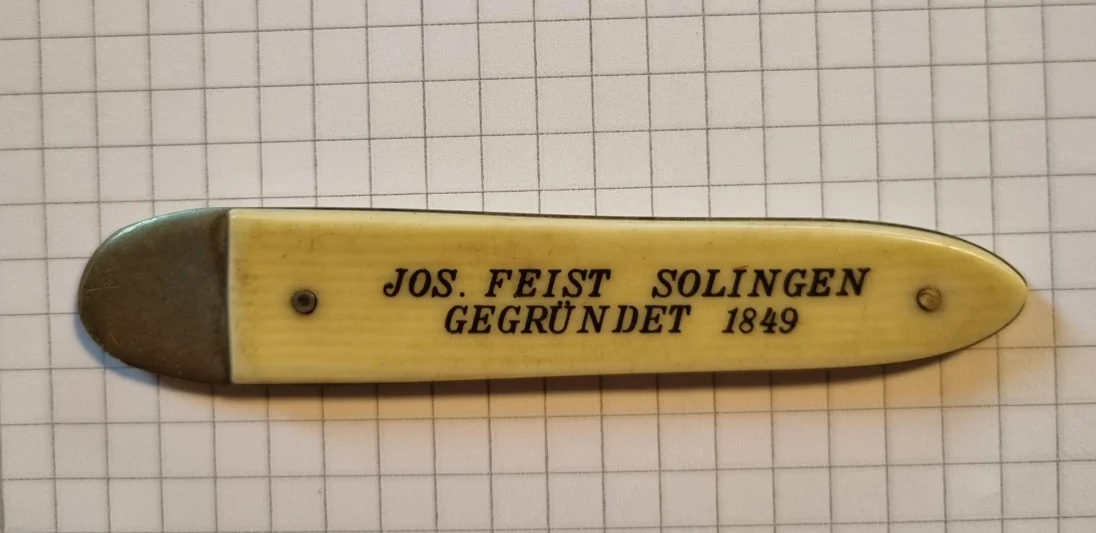 JOS. FEIST SOLINGEN
GEGRÜNDET 1849